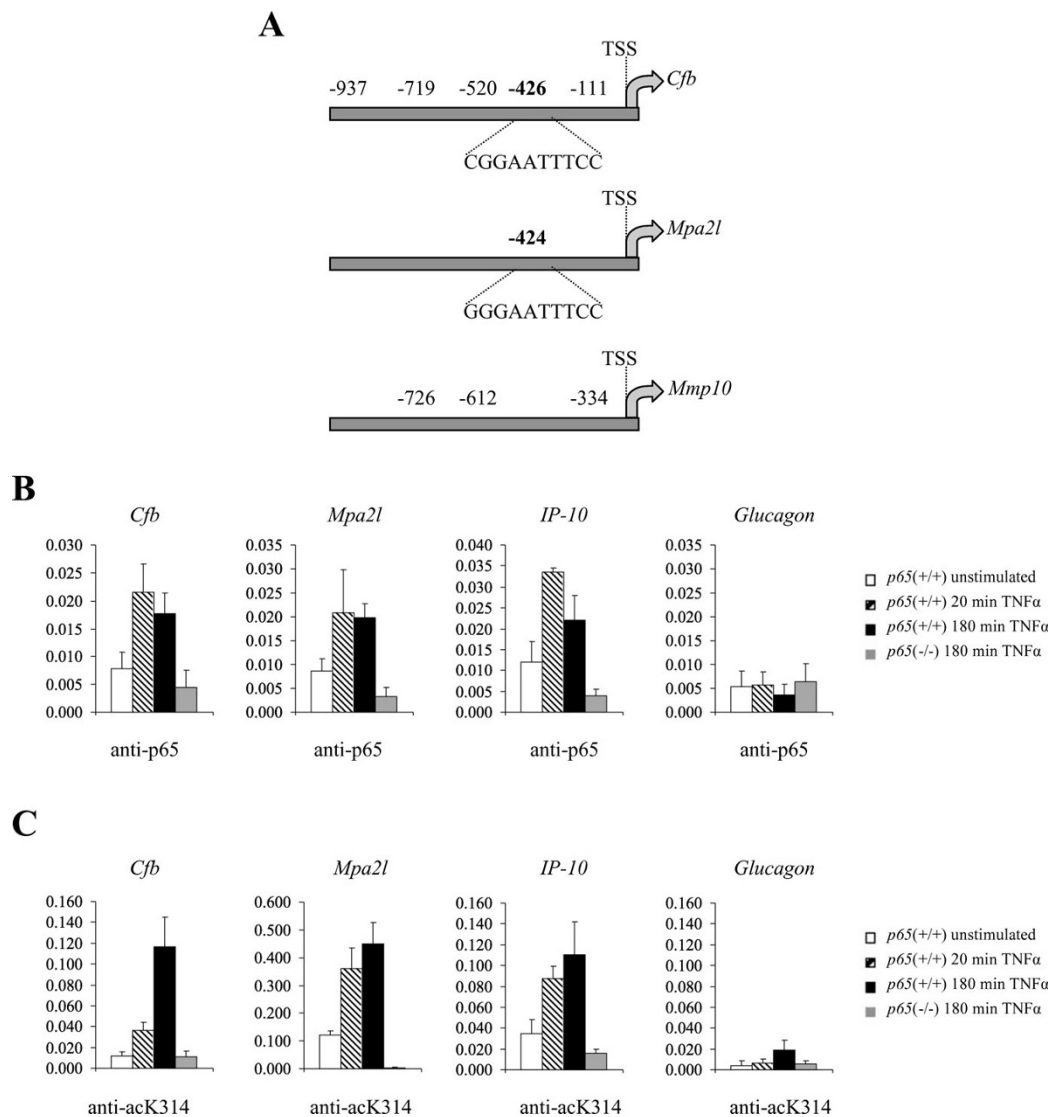 A
TSS
-937 -719 -520 -426 -111
Cfb
CGGAATTTCC
TSS
-424
Mpa2l
GGGAATTTCC
TSS
-726 -612 -334
Mmp10
B
Cfb Mpa2l IP-10 Glucagon
0.030
0.025
0.020
0.015
0.010
0.005
0.000
anti-p65
0.035
0.030
0.025
0.020
0.015
0.010
0.005
0.000
anti-p65
0.040
0.035
0.030
0.025
0.020
0.015
0.010
0.005
0.000
anti-p65
0.035
0.030
0.025
0.020
0.015
0.010
0.005
0.000
anti-p65
p65(+/+) unstimulated
p65(+/+) 20 min TNFα
p65(+/+) 180 min TNFα
p65(-/-) 180 min TNFα
C
Cfb Mpa2l IP-10 Glucagon
0.160
0.140
0.120
0.100
0.080
0.060
0.040
0.020
0.000
anti-acK314
0.600
0.500
0.400
0.300
0.200
0.100
0.000
anti-acK314
0.160
0.140
0.120
0.100
0.080
0.060
0.040
0.020
0.000
anti-acK314
0.160
0.140
0.120
0.100
0.080
0.060
0.040
0.020
0.000
anti-acK314
p65(+/+) unstimulated
p65(+/+) 20 min TNFα
p65(+/+) 180 min TNFα
p65(-/-) 180 min TNFα